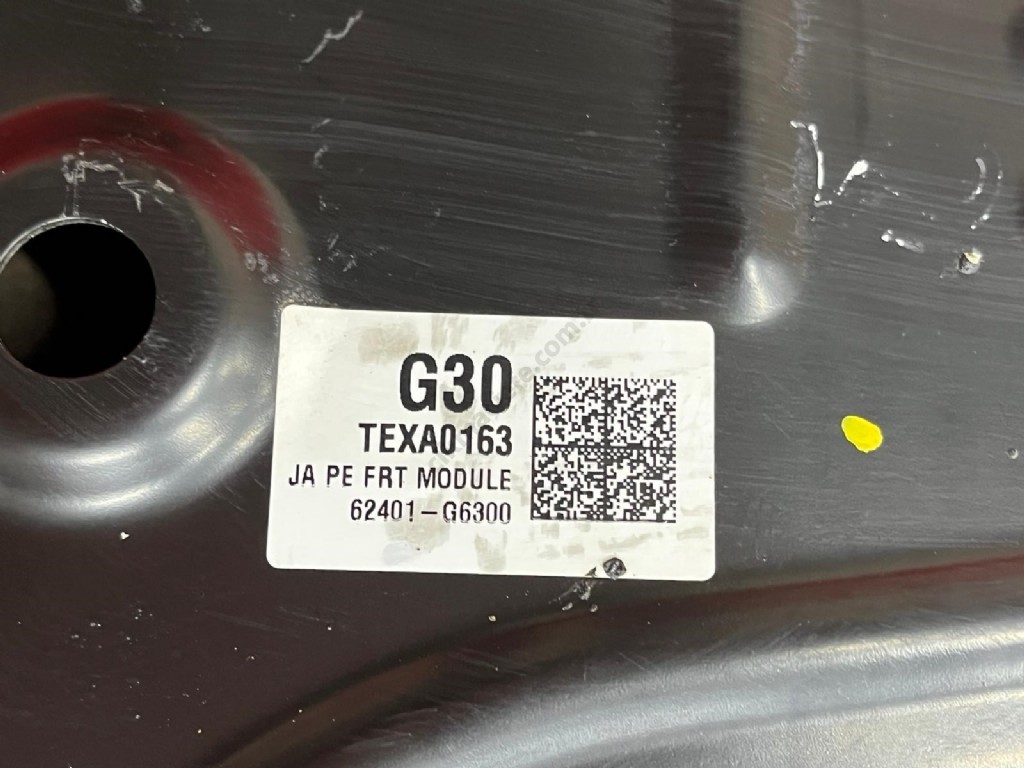 G30
TEXA0163
JA PE FRT MODULE
62401-G6300